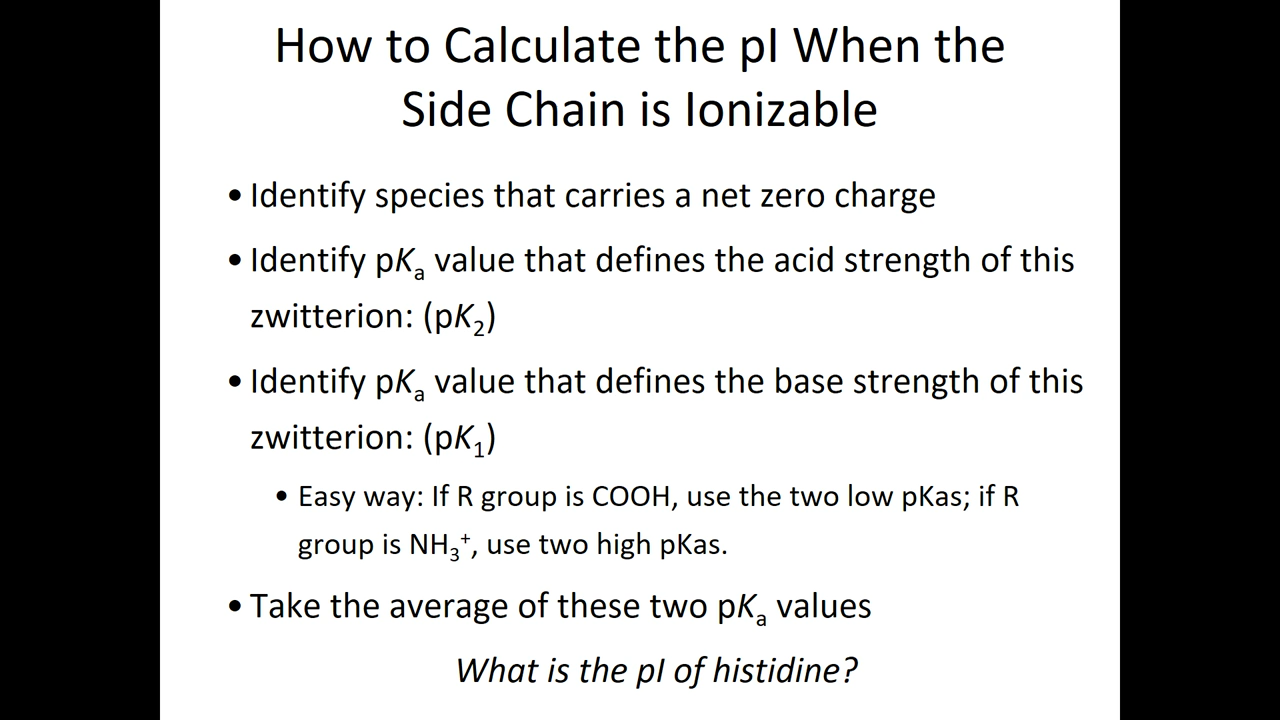 How to Calculate the pI When the
Side Chain is Ionizable
• Identify species that carries a net zero charge
• Identify pKₐ value that defines the acid strength of this
zwitterion: (pK₂)
• Identify pKₐ value that defines the base strength of this
zwitterion: (pK₁)
• Easy way: If R group is COOH, use the two low pKas; if R
group is NH₃⁺, use two high pKas.
• Take the average of these two pKₐ values
What is the pI of histidine?